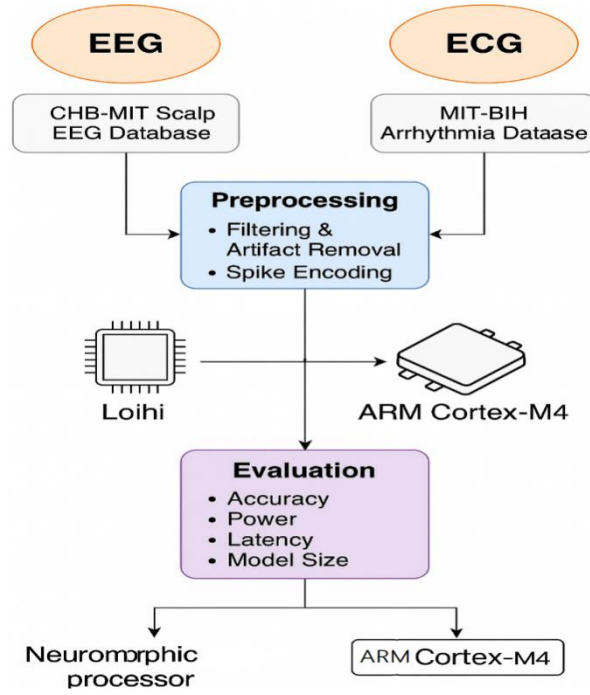 EEG
ECG
CHB-MIT Scalp
EEG Database
MIT-BIH
Arrhythmia Dataase
Preprocessing
• Filtering &
Artifact Removal
• Spike Encoding
Loihi
ARM Cortex-M4
Evaluation
• Accuracy
• Power
• Latency
• Model Size
Neuromorphic
processor
ARM Cortex-M4